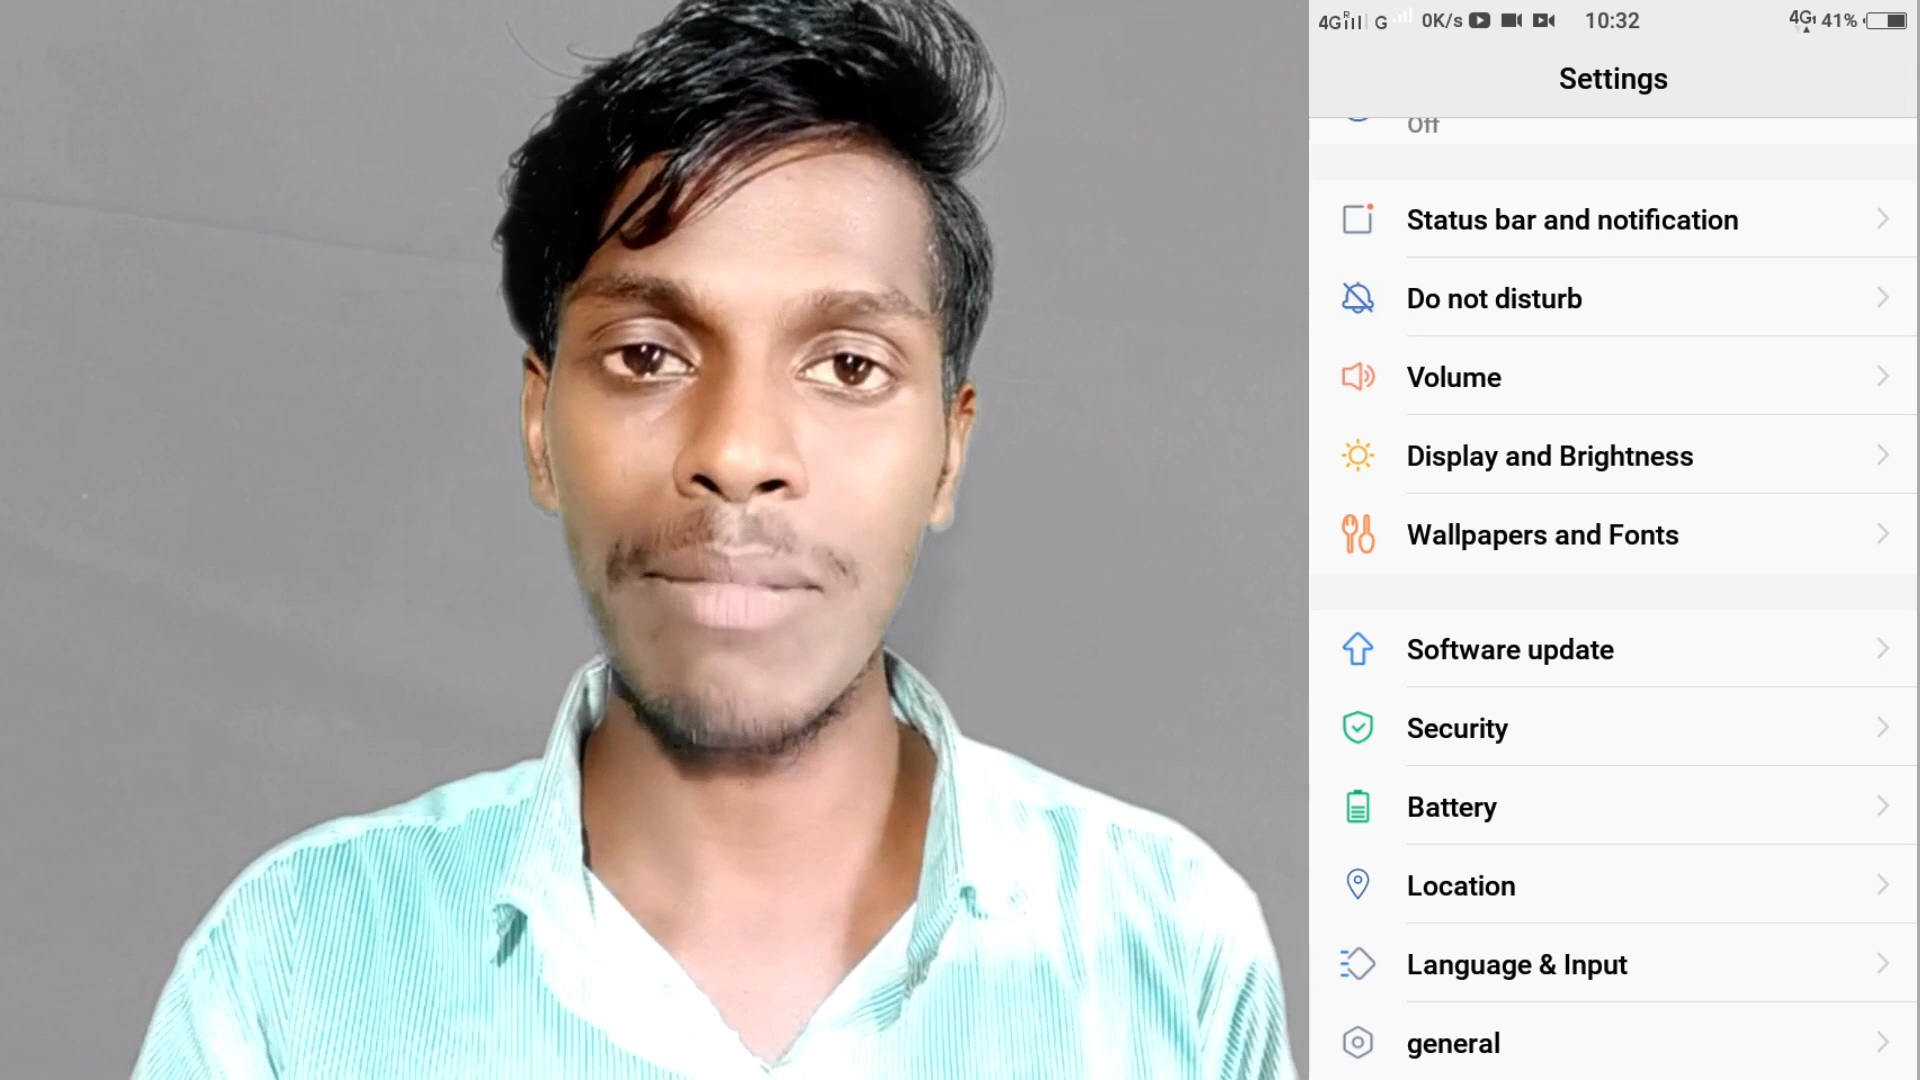 4G R G 0K/s 10:32 4G 41%
Settings
Off
Status bar and notification
Do not disturb
Volume
Display and Brightness
Wallpapers and Fonts
Software update
Security
Battery
Location
Language & Input
general